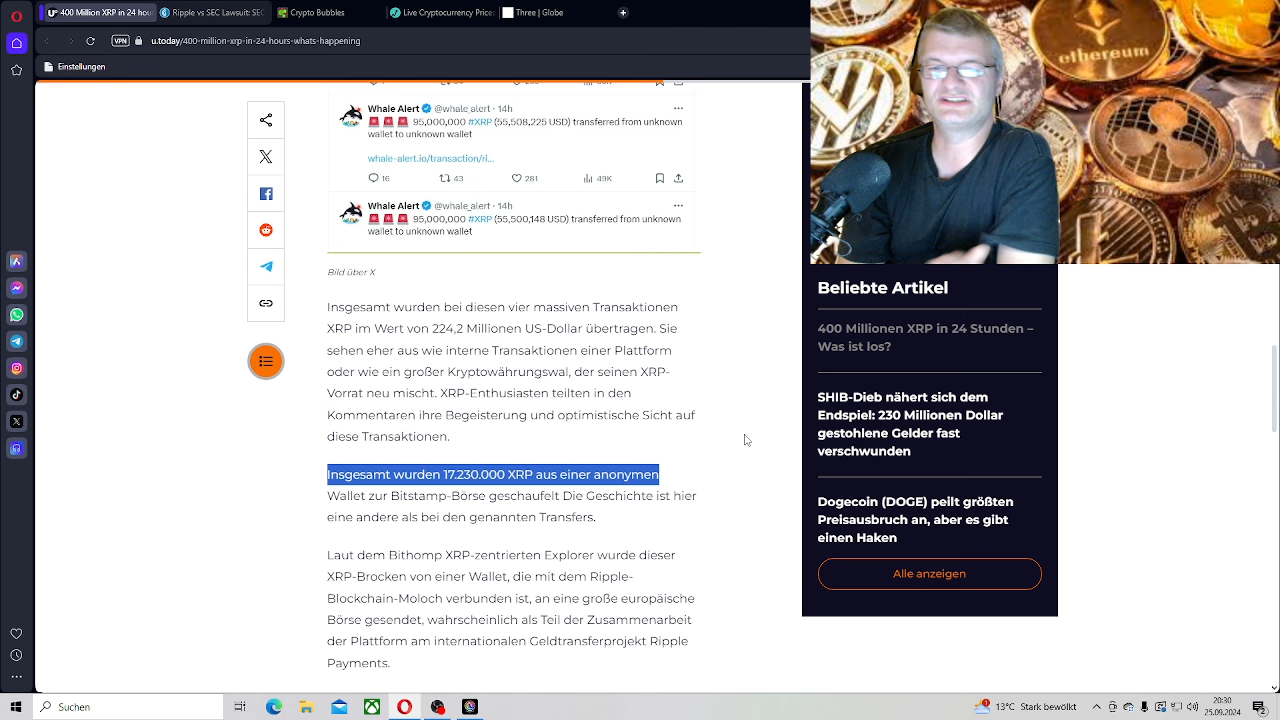 U 400 Million XRP in 24 hour
Ripple vs SEC Lawsuit: SEC
Crypto Bubbles
Live Cryptocurrency Prices
Three | Globe
VPN u.today/400-million-xrp-in-24-hours-whats-happ
Einstellungen
Whale Alert @whale_alert · 14h
95,000,000 #XRP (55,508,225 USD) transferred from unknown
wallet to unknown wallet
whale-alert.io/transaction/ri...
16 43 281 49K
Whale Alert @whale_alert · 14h
95,000,000 #XRP (55,500,148 USD) transferred from unknown
wallet to unknown wallet
Bild über X
Insgesamt wurden bei diesen vier massiven Transaktionen
XRP im Wert von 224,2 Millionen US-Dollar übertragen. Sie
sehen eher aus wie interne Transaktionen einer Plattform
oder wie ein großer Kryptowährungswal, der seinen XRP-
Vorrat neu mischt. XRP-Enthusiasten teilten in den
Kommentaren ihre Begeisterung und optimistische Sicht auf
diese Transaktionen.
Insgesamt wurden 17.230.000 XRP aus einer anonymen
Wallet zur Bitstamp-Börse geschaufelt Die Geschichte ist hier
eine andere als bei den genannten Transfers.
Laut dem Bithomp XRP-zentrierten Explorer wurde dieser
XRP-Brocken von einer Wallet, die mit dem Ripple-
Blockchain-Moloch verbunden ist, an eine große europäische
Börse gesendet, wahrscheinlich als Teil der Zusammenarbeit
der Plattform mit dem prominenten Krypto-Giganten Ripple
Insgesamt.
Beliebte Artikel
400 Millionen XRP in 24 Stunden –
Was ist los?
SHIB-Dieb nähert sich dem
Endspiel: 230 Millionen Dollar
gestohlene Gelder fast
verschwunden
Dogecoin (DOGE) peilt größten
Preisausbruch an, aber es gibt
einen Haken
Alle anzeigen
ethereum
Suchen
13°C
20:30
25.09.2024